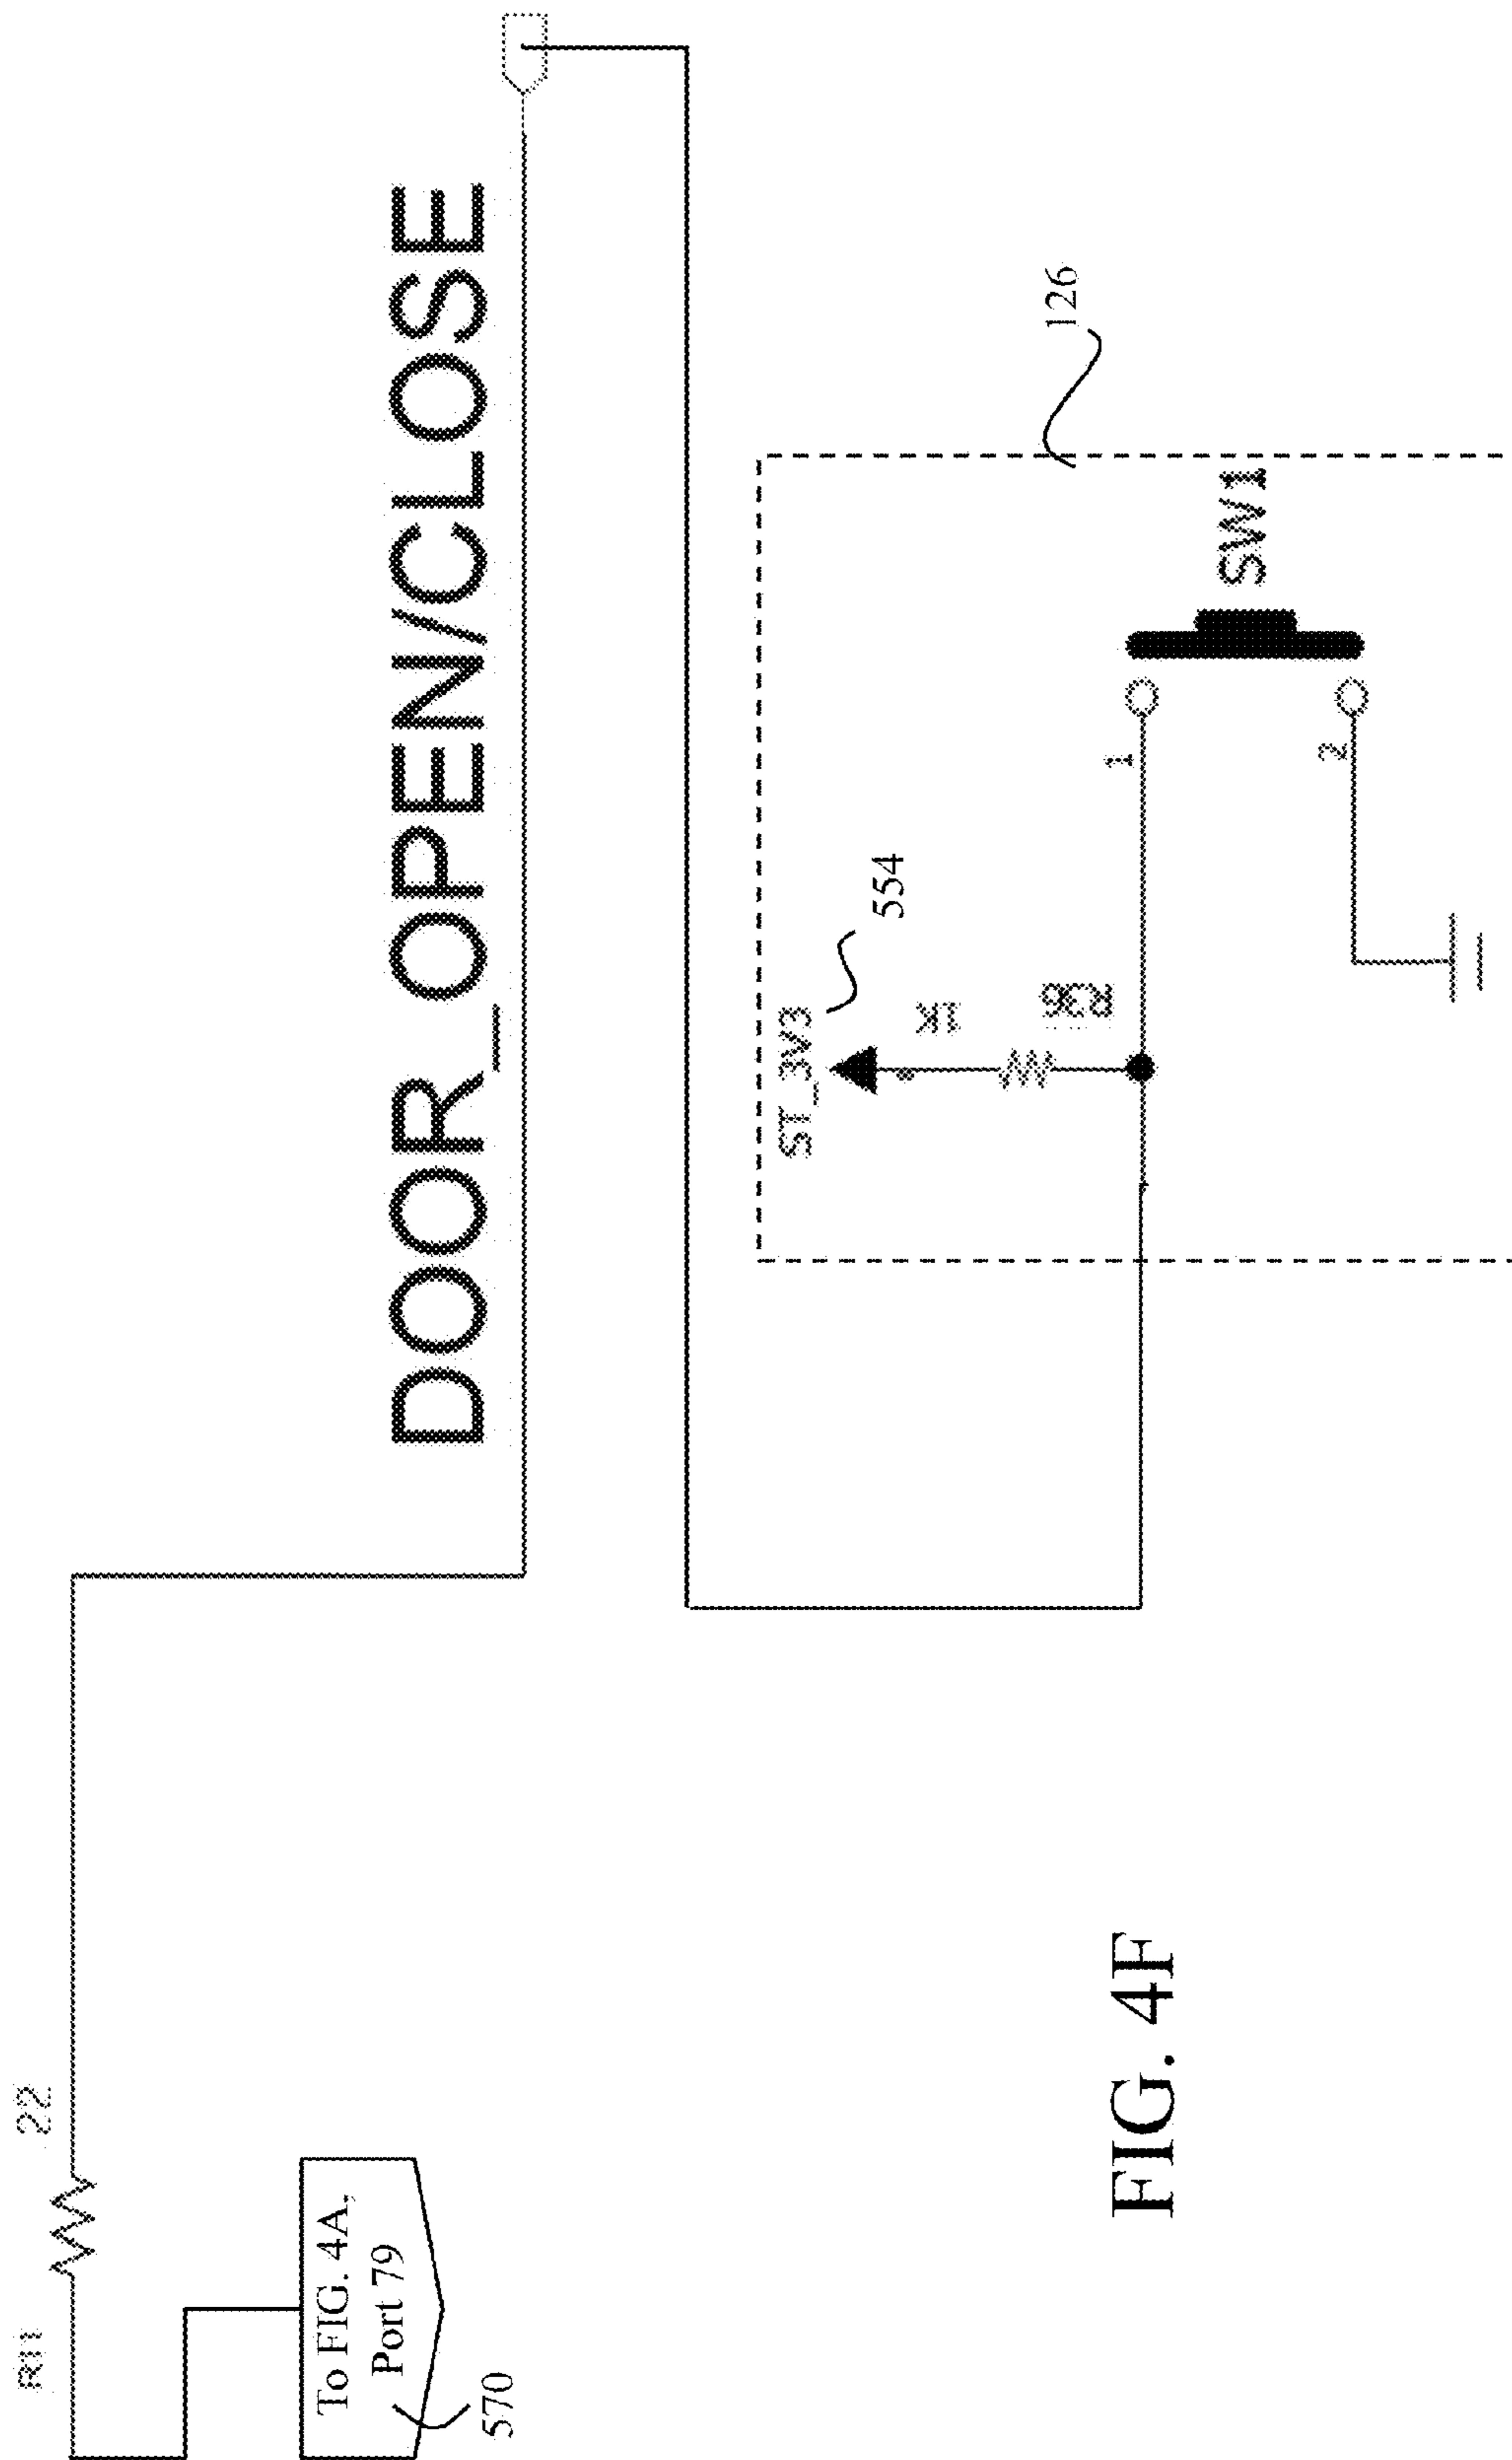 R11
22
To FIG. 4A,
Port 79
570
DOOR_OPEN/CLOSE
ST_3V3
554
1K
R36
126
1
2
SW1
FIG. 4F